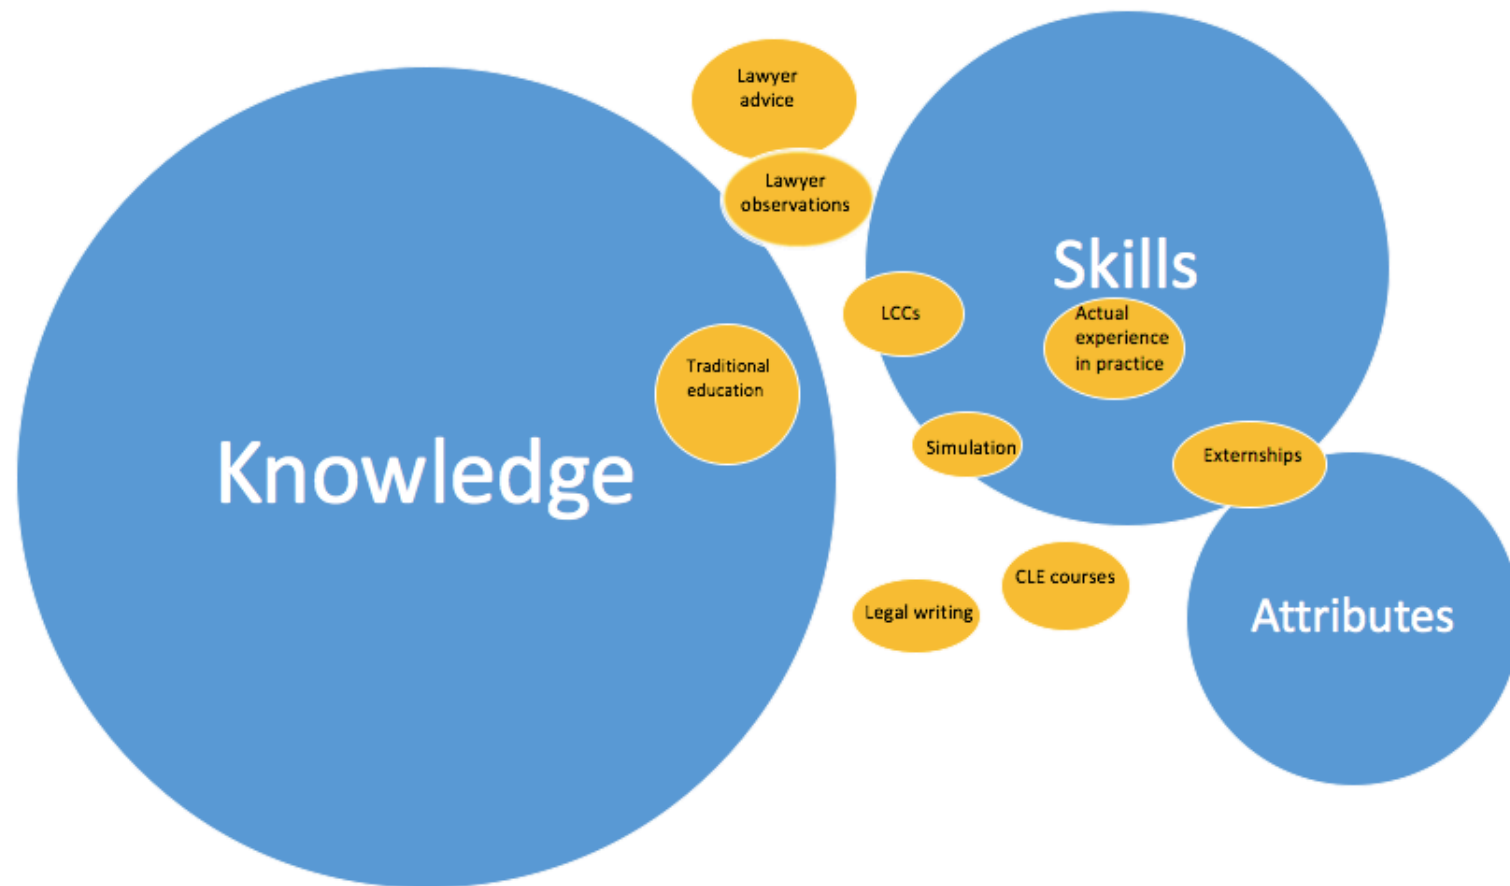 Lawyer
advice
Lawyer
observations
Skills
LCCs
Actual
experience
in practice
Traditional
education
Knowledge
Simulation
Externships
CLE courses
Legal writing
Attributes